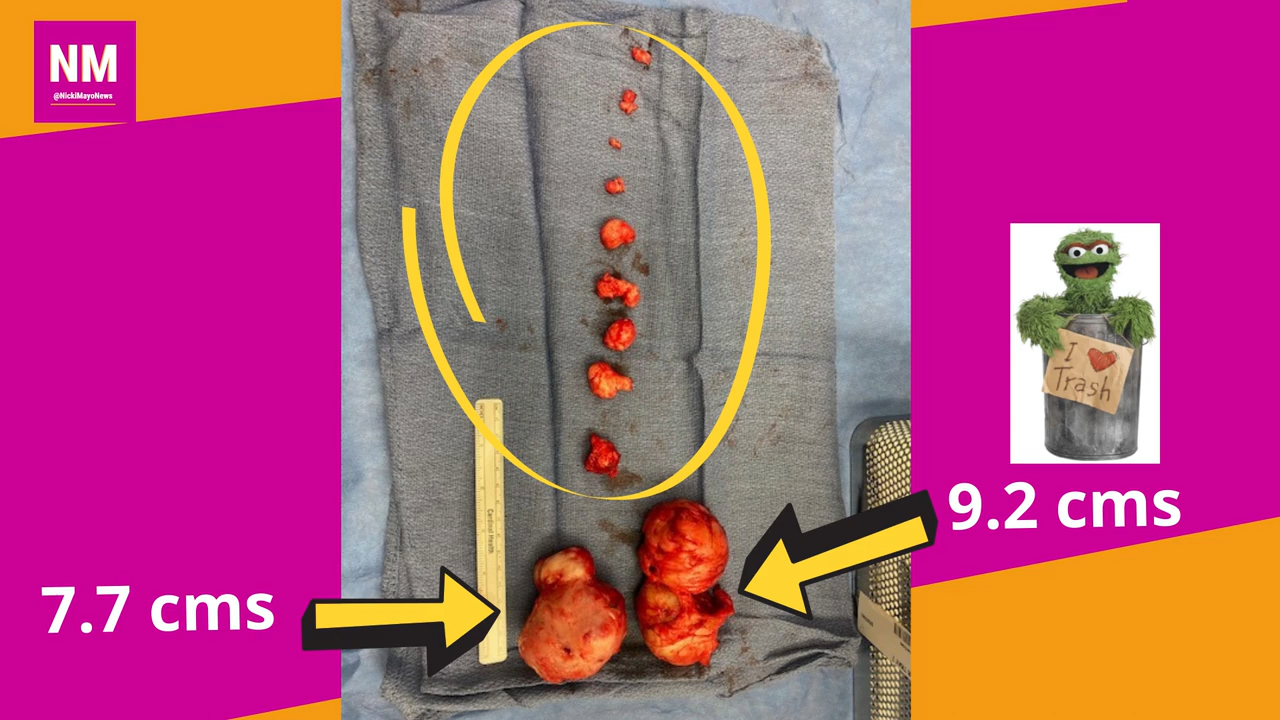 NM
@NickiMayoNews
I ❤
Trash
9.2 cms
Cardinal Health
7.7 cms